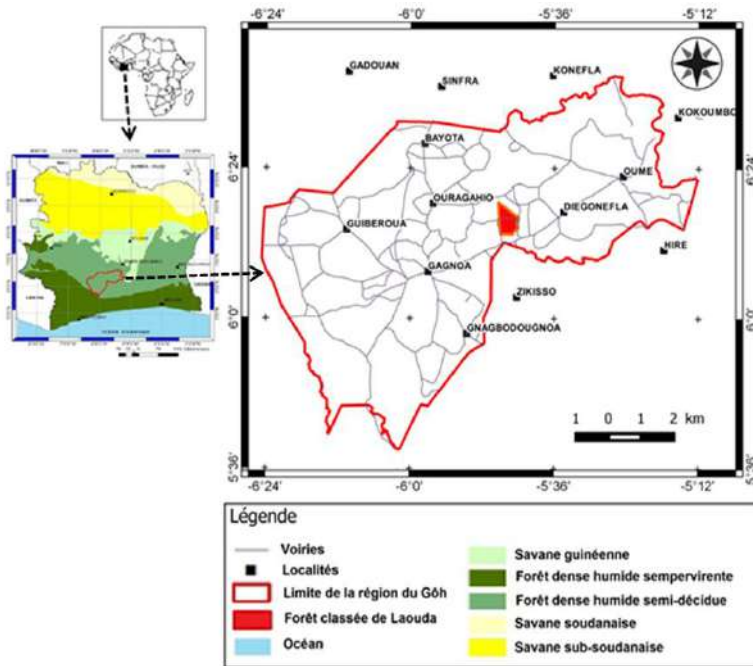 -6°24' 6°0' -5°36' -5°12'
GADOUAN
SINFRA
KONEFLA
KOKOUMBO
BAYOTA
6°24' 6°24'
OUME
OURAGAHIO
DIEGONEFLA
GUIBEROUA
HIRE
GAGNOA
ZIKISSO
6°0' 6°0'
GNAGBODOUGNOA
1 0 1 2 km
5°36' 5°36'
-6°24' -6°0' -5°36' -5°12'
Légende
Voiries
Localités
Limite de la région du Gôh
Forêt classée de Laouda
Océan
Savane guinéenne
Forêt dense humide sempervirente
Forêt dense humide semi-décidue
Savane soudanaise
Savane sub-soudanaise